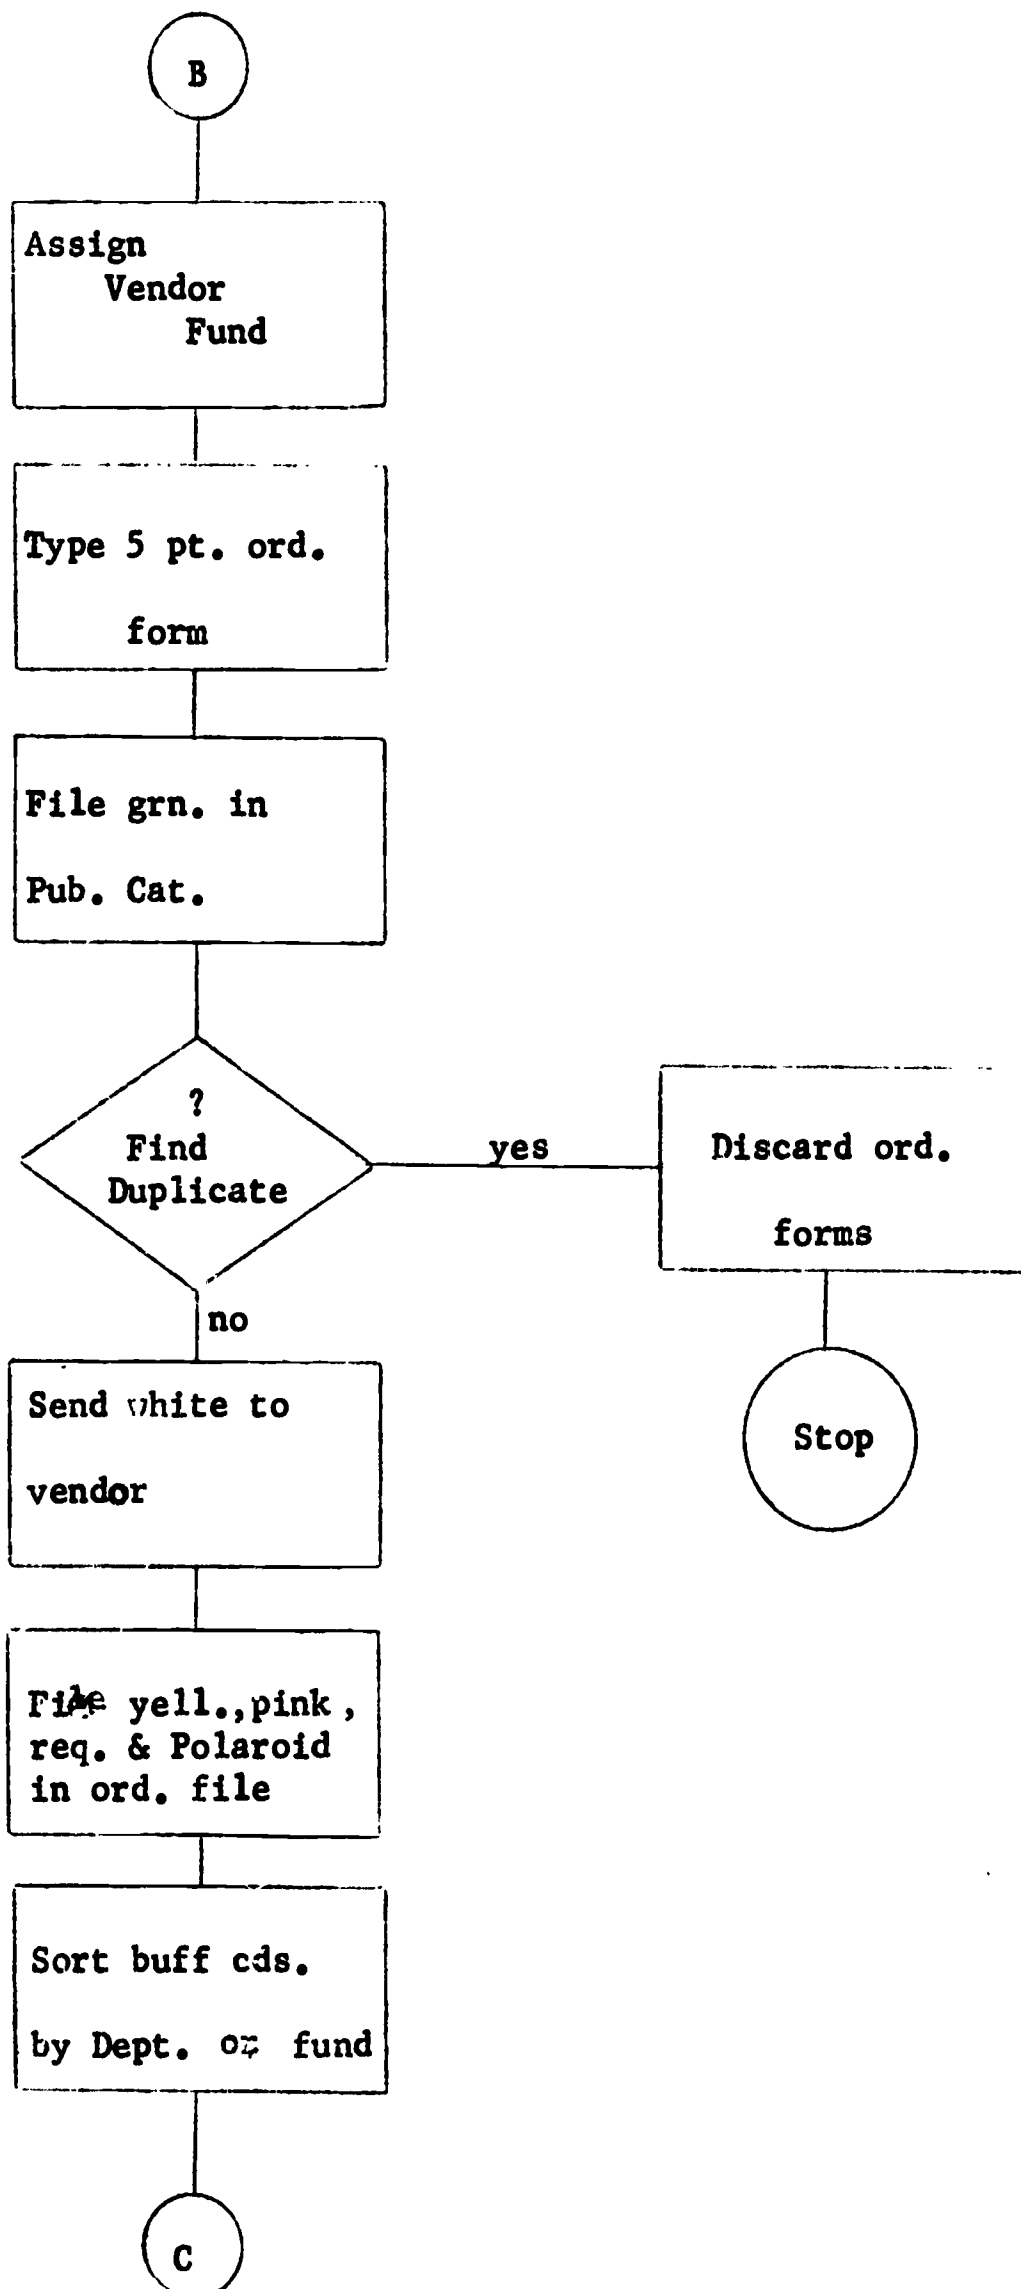 B
Assign
Vendor
Fund
Type 5 pt. ord.
form
File grn. in
Pub. Cat.
?
Find
Duplicate
yes
Discard ord.
forms
Stop
no
Send white to
vendor
File yell., pink,
req. & Polaroid
in ord. file
Sort buff cds.
by Dept. or fund
C